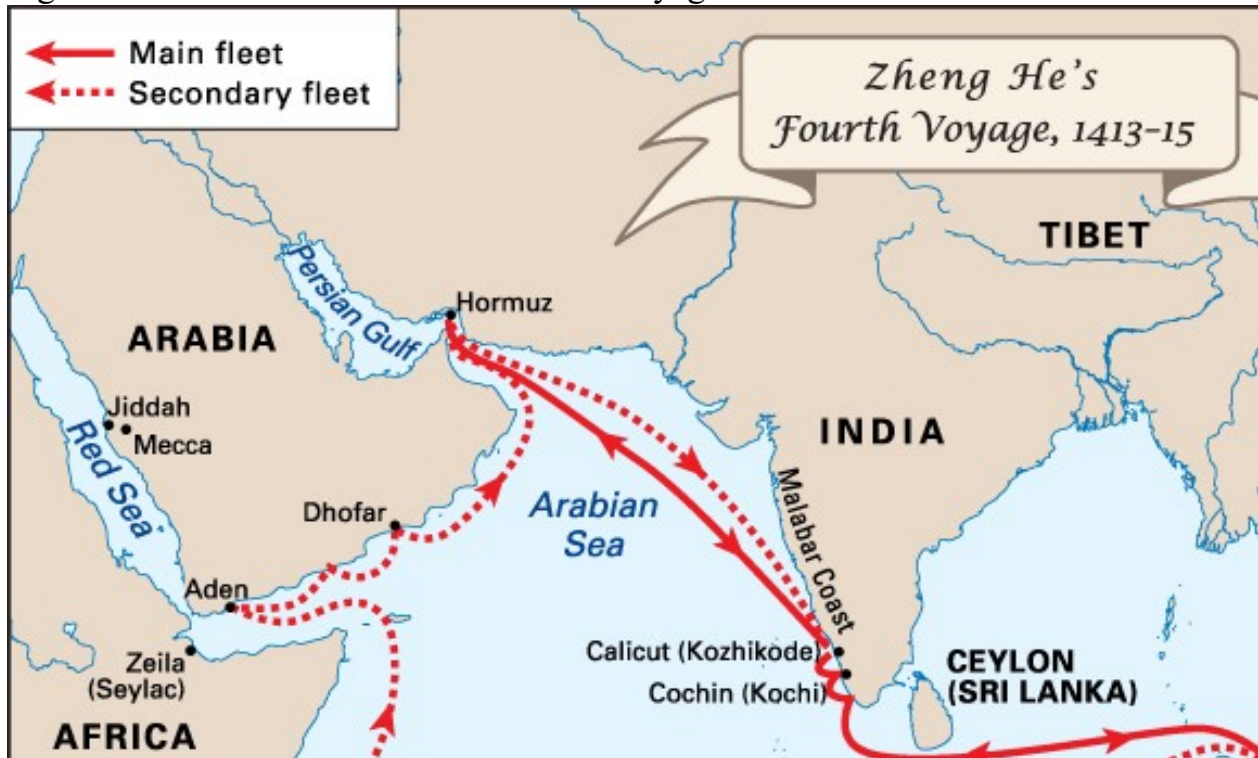 Main fleet
Secondary fleet
Zheng He's
Fourth Voyage, 1413-15
TIBET
Persian Gulf
Hormuz
ARABIA
Jiddah
Mecca
Red Sea
INDIA
Malabar Coast
Arabian
Sea
Dhofar
Aden
Zeila
(Seylac)
Calicut (Kozhikode)
Cochin (Kochi)
CEYLON
(SRI LANKA)
AFRICA